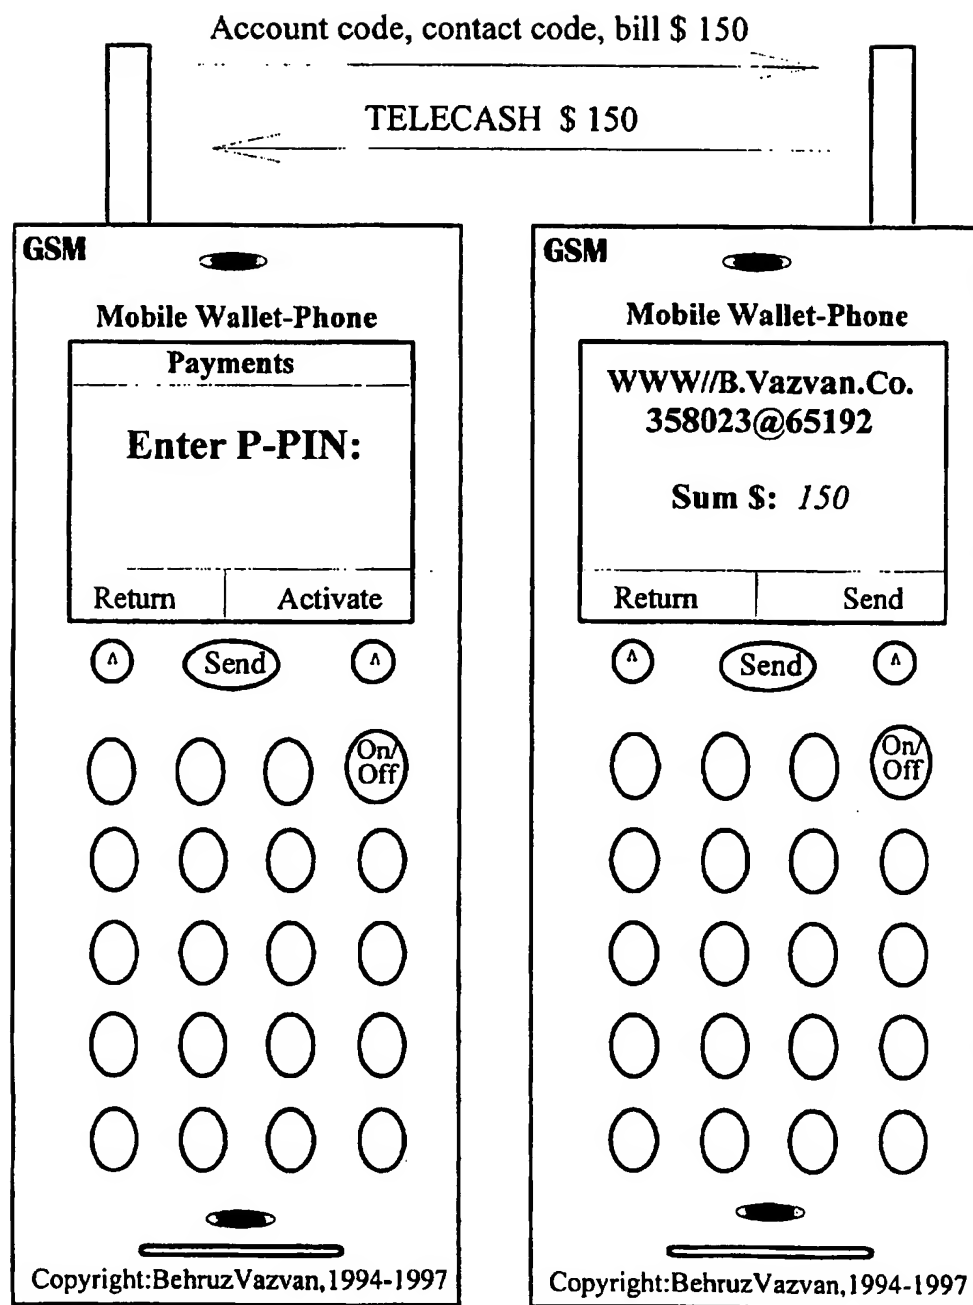 Account code, contact code, bill $ 150
TELECASH $ 150
GSM
Mobile Wallet-Phone
Payments
Enter P-PIN:
Return Activate
^ Send ^
On/
Off
Copyright:BehruzVazvan,1994-1997
GSM
Mobile Wallet-Phone
WWW//B.Vazvan.Co.
358023@65192
Sum $: 150
Return Send
^ Send ^
On/
Off
Copyright:BehruzVazvan,1994-1997